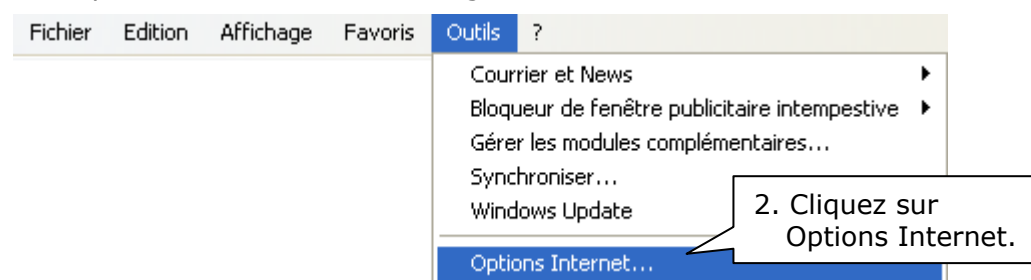 Fichier Edition Affichage Favoris Outils ?
Courrier et News
Bloqueur de fenêtre publicitaire intempestive
Gérer les modules complémentaires...
Synchroniser...
Windows Update
2. Cliquez sur
Options Internet.
Options Internet...